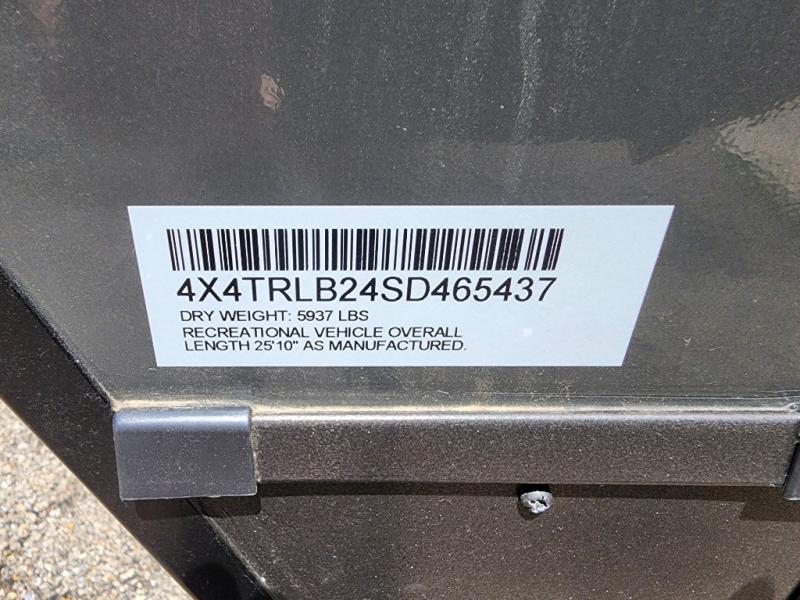 4X4TRLB24SD465437
DRY WEIGHT: 5937 LBS
RECREATIONAL VEHICLE OVERALL
LENGTH 25'10" AS MANUFACTURED.